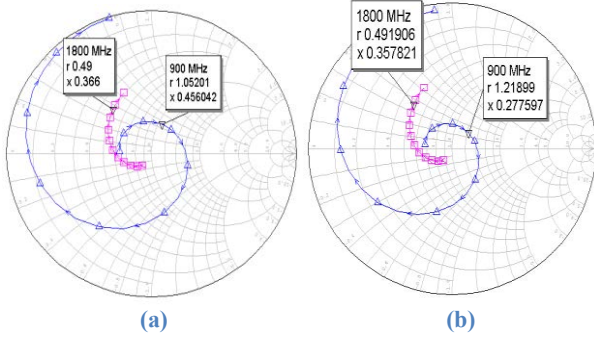 1800 MHz
r 0.49
x 0.366
900 MHz
r 1.05201
x 0.456042
1800 MHz
r 0.491906
x 0.357821
900 MHz
r 1.21899
x 0.277597
(a)
(b)